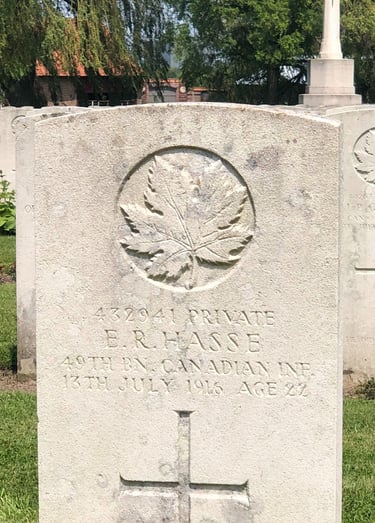 432941 PRIVATE
E. R. HASSE
49TH BN. CANADIAN INF.
13TH JULY 1916 AGE 22